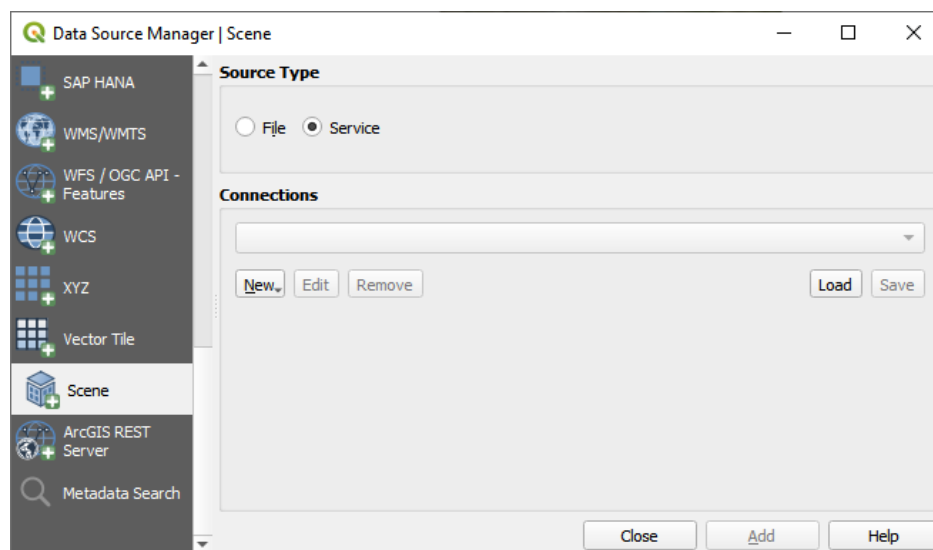 Data Source Manager | Scene
SAP HANA
WMS/WMTS
WFS / OGC API -
Features
WCS
XYZ
Vector Tile
Scene
ArcGIS REST
Server
Metadata Search
Source Type
File
Service
Connections
New
Edit
Remove
Load
Save
Close
Add
Help